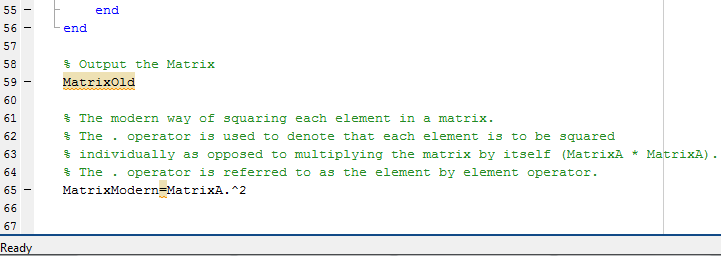 55 – end
56 – end
57
58 % Output the Matrix
59 – MatrixOld
60
61 % The modern way of squaring each element in a matrix.
62 % The . operator is used to denote that each element is to be squared
63 % individually as opposed to multiplying the matrix by itself (MatrixA * MatrixA).
64 % The . operator is referred to as the element by element operator.
65 – MatrixModern=MatrixA.^2
66
67
Ready